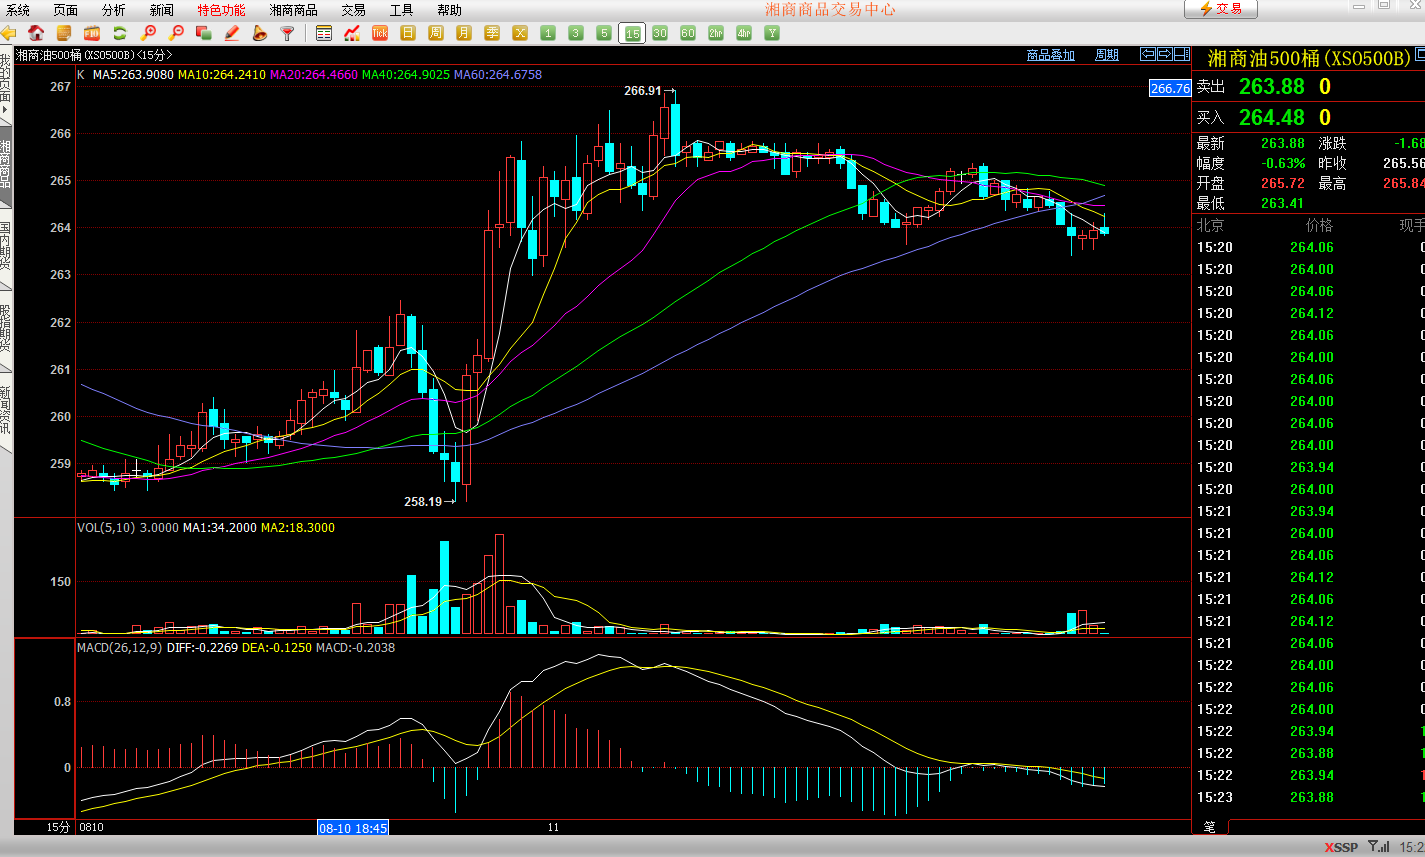 系统 页面 分析 新闻 特色功能 湘商商品 交易 工具 帮助 湘商商品交易中心 交易
F10 Tick 日 周 月 季 X 1 3 5 15 30 60 2hr 4hr Y
湘商油500桶(XSO500B)<15分> 商品叠加 周期
我的页面
湘商商品
国内期货
股指期货
新闻资讯
K MA5:263.9080 MA10:264.2410 MA20:264.4660 MA40:264.9025 MA60:264.6758
267
266
265
264
263
262
261
260
259
266.91→
258.19→
266.76
VOL(5,10) 3.0000 MA1:34.2000 MA2:18.3000
150
MACD(26,12,9) DIFF:-0.2269 DEA:-0.1250 MACD:-0.2038
0.8
0
15分 0810 08-10 18:45 11
湘商油500桶(XSO500B)
卖出 263.88 0
买入 264.48 0
最新 263.88 涨跌 -1.68
幅度 -0.63% 昨收 265.56
开盘 265.72 最高 265.84
最低 263.41
北京 价格 现手
15:20 264.06 0
15:20 264.00 0
15:20 264.06 0
15:20 264.12 0
15:20 264.06 0
15:20 264.00 0
15:20 264.06 0
15:20 264.00 0
15:20 264.06 0
15:20 264.00 0
15:20 263.94 0
15:20 264.00 0
15:21 263.94 0
15:21 264.00 0
15:21 264.06 0
15:21 264.12 0
15:21 264.06 0
15:21 264.12 0
15:21 264.06 0
15:22 264.00 0
15:22 264.06 0
15:22 264.00 0
15:22 263.94 1
15:22 263.88 1
15:22 263.94 1
15:23 263.88 1
笔
XSSP 15:2